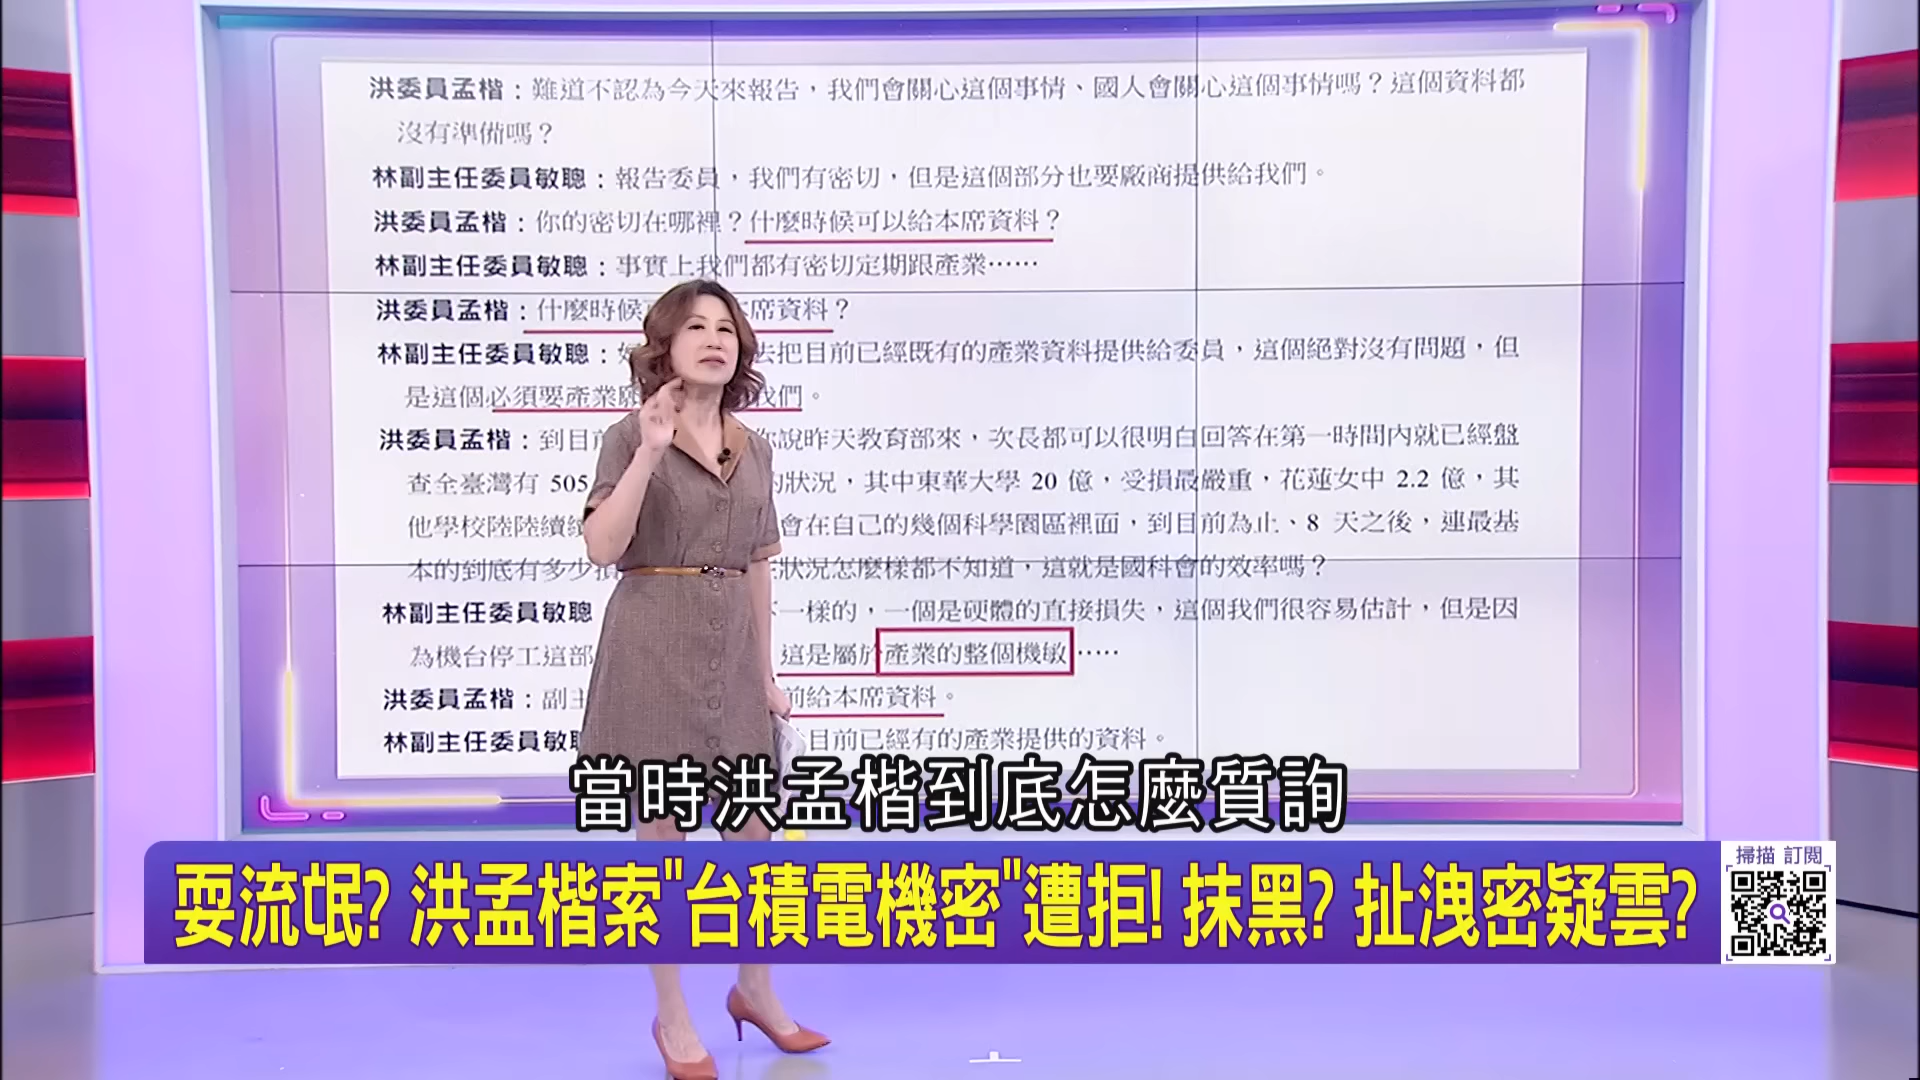 洪委員孟楷：難道不認為今天來報告，我們會關心這個事情、國人會關心這個事情嗎？這個資料都
沒有準備嗎？
林副主任委員敏聰：報告委員，我們有密切，但是這個部分也要廠商提供給我們。
洪委員孟楷：你的密切在哪裡？什麼時候可以給本席資料？
林副主任委員敏聰：事實上我們都有密切定期跟產業……
洪委員孟楷：什麼時候 席資料？
林副主任委員敏聰： 去把目前已經既有的產業資料提供給委員，這個絕對沒有問題，但
是這個必須要產業願 我們。
洪委員孟楷：到目前 你說昨天教育部來，次長都可以很明白回答在第一時間內就已經盤
查全臺灣有 505 的狀況，其中東華大學 20 億，受損最嚴重，花蓮女中 2.2 億，其
他學校陸陸續續 會在自己的幾個科學園區裡面，到目前為止、8 天之後，連最基
本的到底有多少損 狀況怎麼樣都不知道，這就是國科會的效率嗎？
林副主任委員敏聰 不一樣的，一個是硬體的直接損失，這個我們很容易估計，但是因
為機台停工這部 這是屬於產業的整個機敏……
洪委員孟楷：副主 前給本席資料。
林副主任委員敏聰 目前已經有的產業提供的資料。
當時洪孟楷到底怎麼質詢
耍流氓? 洪孟楷索"台積電機密"遭拒! 抹黑? 扯洩密疑雲?
掃描 訂閱